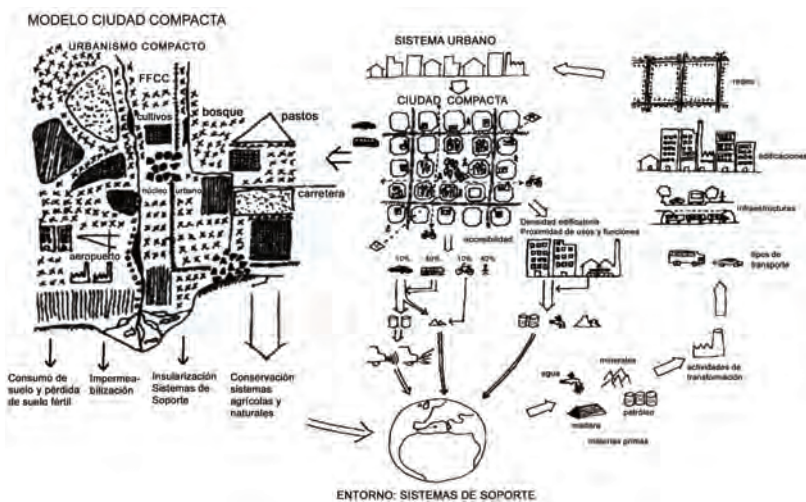 MODELO CIUDAD COMPACTA
URBANISMO COMPACTO
FFCC
cultivos
bosque
pastos
núcleo
urbano
carretera
aeropuerto
Consumo de
suelo y pérdida
de suelo fértil
Impermea-
bilización
Insularización
Sistemas de
Soporte
Conservación
sistemas
agrícolas y
naturales
SISTEMA URBANO
CIUDAD COMPACTA
accesibilidad
10%
40%
Densidad edificatoria
Proximidad de usos y funciones
redes
edificaciones
infraestructuras
tipos de
transporte
actividades de
transformación
agua
minerales
petróleo
madera
materias primas
ENTORNO: SISTEMAS DE SOPORTE